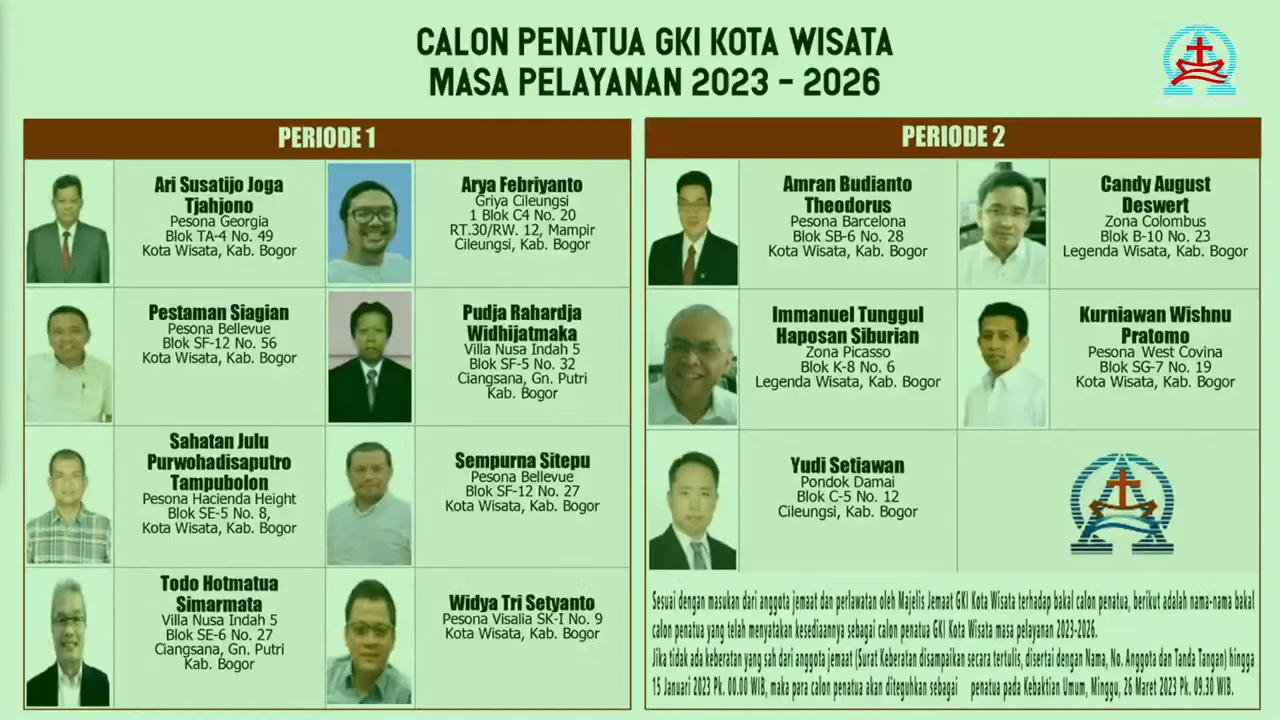 CALON PENATUA GKI KOTA WISATA
MASA PELAYANAN 2023 - 2026
PERIODE 1
Ari Susatijo Joga
Tjahjono
Pesona Georgia
Blok TA-4 No. 49
Kota Wisata, Kab. Bogor
Arya Febriyanto
Griya Cileungsi
1 Blok C4 No. 20
RT.30/RW. 12, Mampir
Cileungsi, Kab. Bogor
Pestaman Siagian
Pesona Bellevue
Blok SF-12 No. 56
Kota Wisata, Kab. Bogor
Pudja Rahardja
Widhijatmaka
Villa Nusa Indah 5
Blok SF-5 No. 32
Ciangsana, Gn. Putri
Kab. Bogor
Sahatan Julu
Purwohadisaputro
Tampubolon
Pesona Hacienda Height
Blok SE-5 No. 8,
Kota Wisata, Kab. Bogor
Sempurna Sitepu
Pesona Bellevue
Blok SF-12 No. 27
Kota Wisata, Kab. Bogor
Todo Hotmatua
Simarmata
Villa Nusa Indah 5
Blok SE-6 No. 27
Ciangsana, Gn. Putri
Kab. Bogor
Widya Tri Setyanto
Pesona Visalia SK-I No. 9
Kota Wisata, Kab. Bogor
PERIODE 2
Amran Budianto
Theodorus
Pesona Barcelona
Blok SB-6 No. 28
Kota Wisata, Kab. Bogor
Candy August
Deswert
Zona Colombus
Blok B-10 No. 23
Legenda Wisata, Kab. Bogor
Immanuel Tunggul
Haposan Siburian
Zona Picasso
Blok K-8 No. 6
Legenda Wisata, Kab. Bogor
Kurniawan Wishnu
Pratomo
Pesona West Covina
Blok SG-7 No. 19
Kota Wisata, Kab. Bogor
Yudi Setiawan
Pondok Damai
Blok C-5 No. 12
Cileungsi, Kab. Bogor
Sesuai dengan masukan dari anggota jemaat dan perlawatan oleh Majelis Jemaat GKI Kota Wisata terhadap bakal calon penatua, berikut adalah nama-nama bakal
calon penatua yang telah menyatakan kesediaannya sebagai calon penatua GKI Kota Wisata masa pelayanan 2023-2026.
Jika tidak ada keberatan yang sah dari anggota jemaat (Surat Keberatan disampaikan secara tertulis, disertai dengan Nama, No. Anggota dan Tanda Tangan) hingga
15 Januari 2023 Pk. 00.00 WIB, maka para calon penatua akan diteguhkan sebagai penatua pada Kebaktian Umum, Minggu, 26 Maret 2023 Pk. 09.30 WIB.